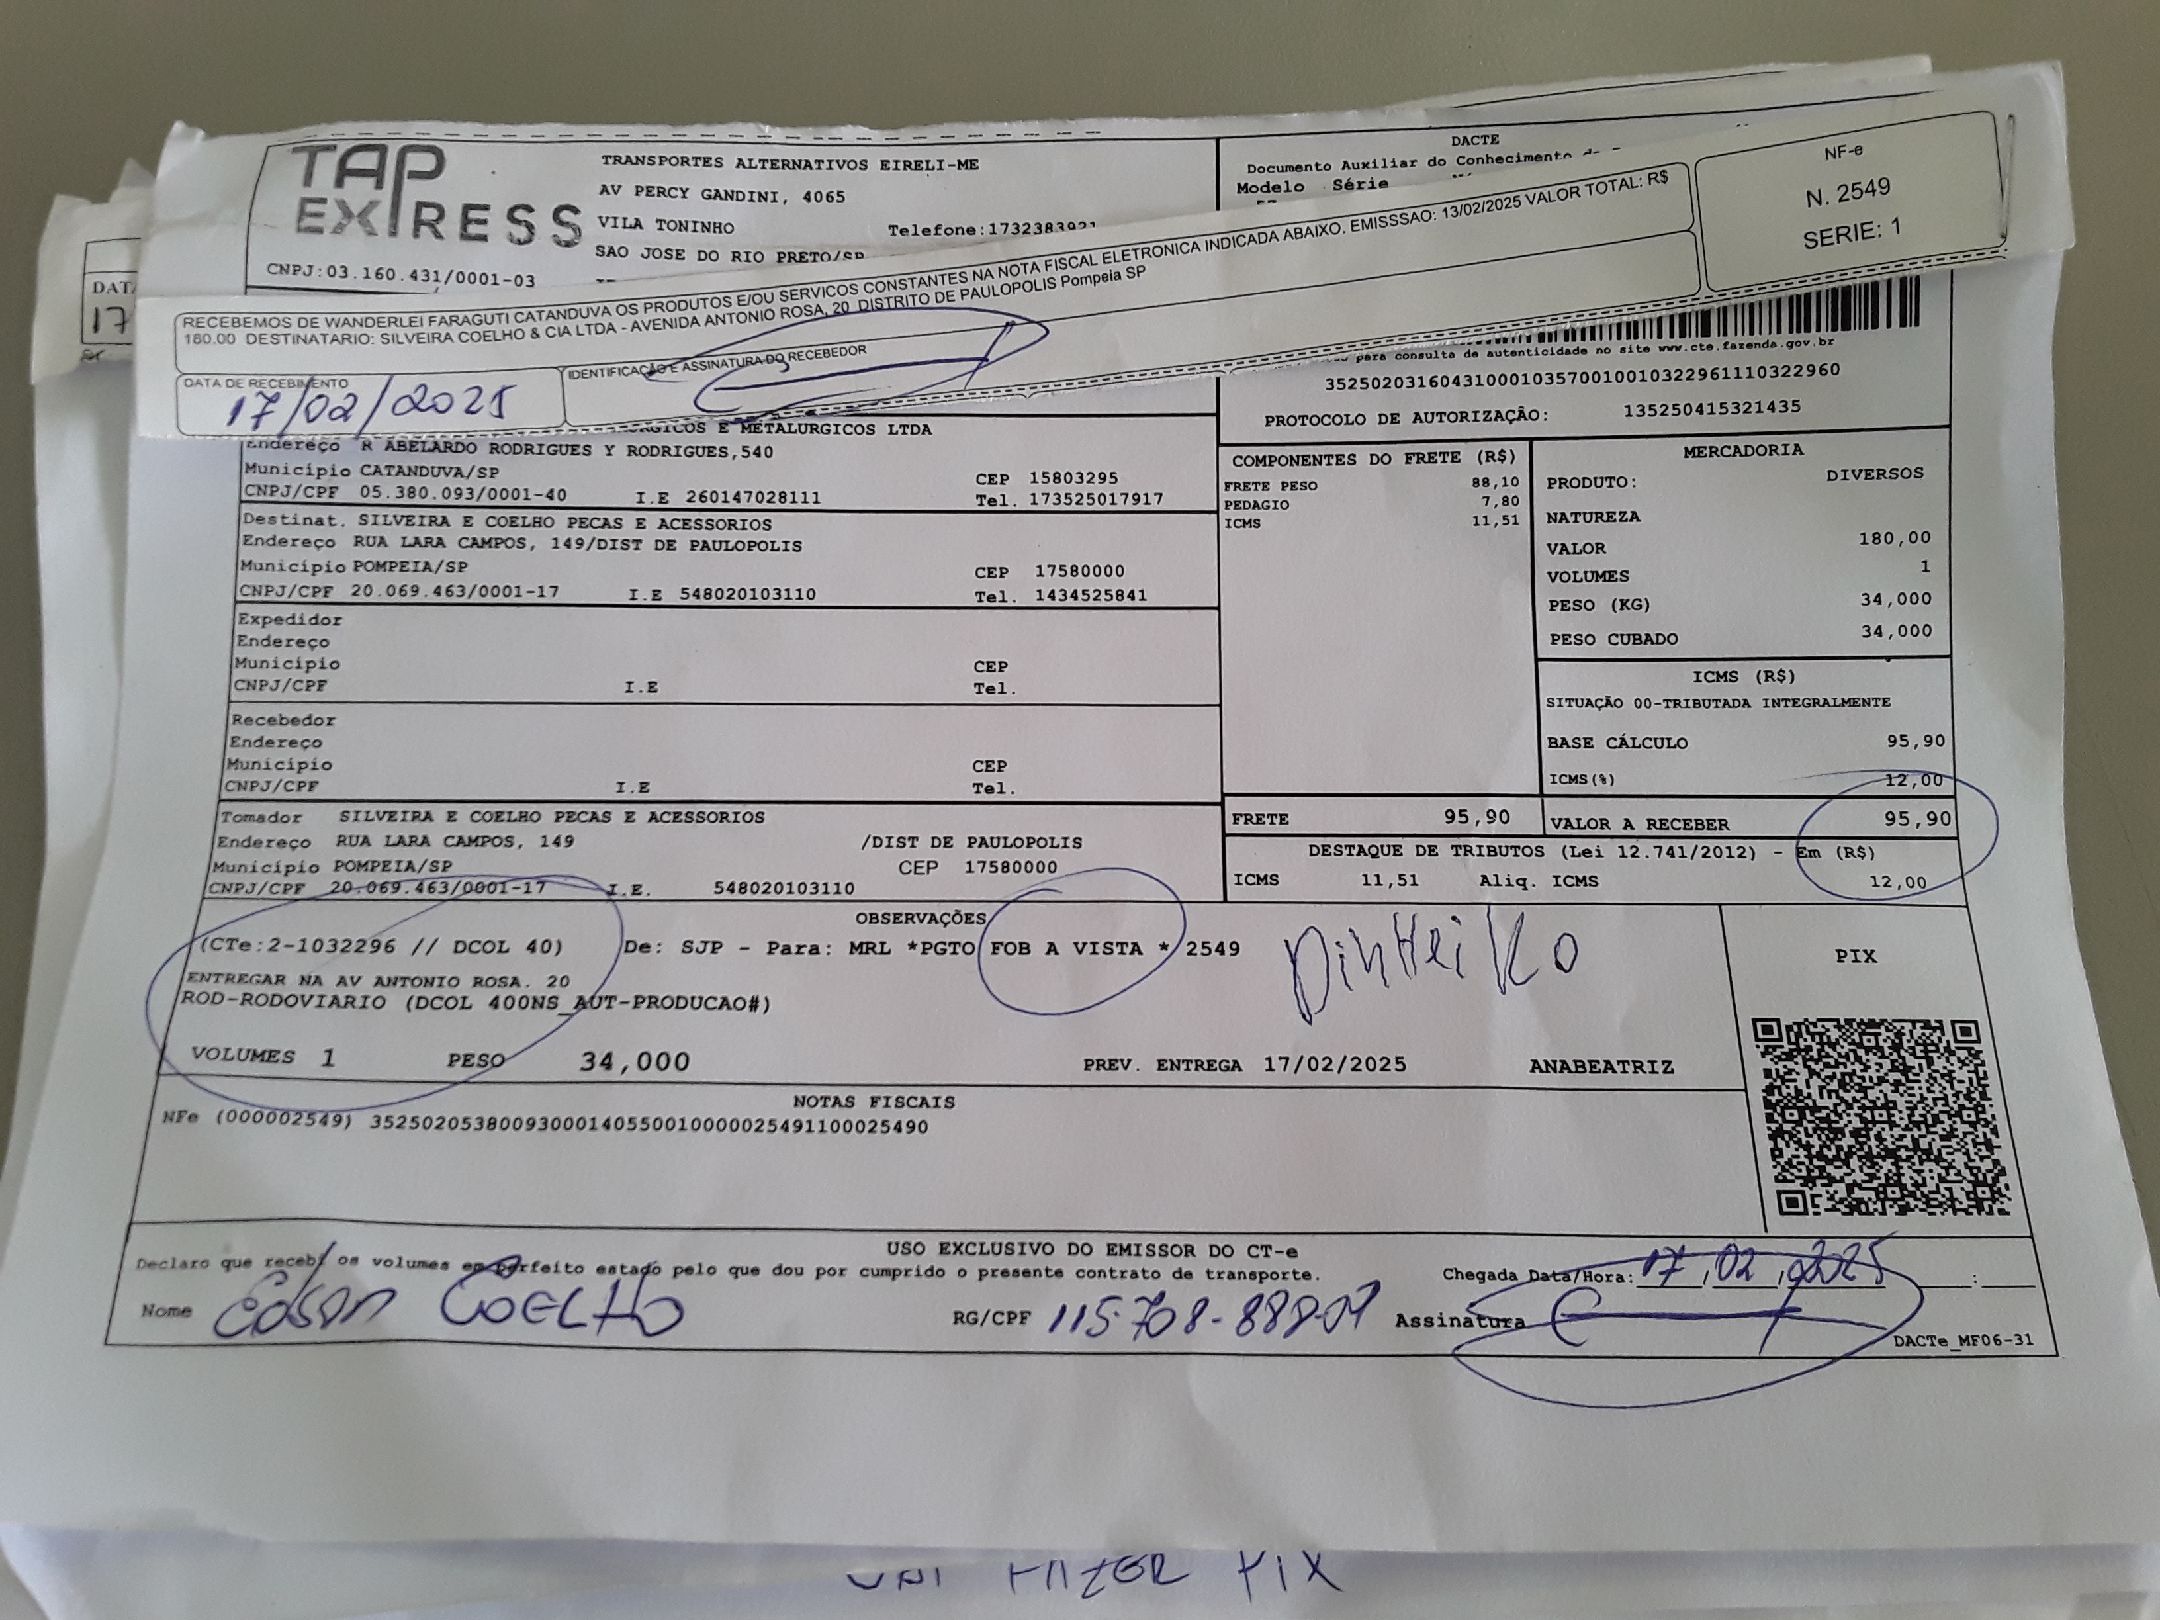 TAP EXPRESS
TRANSPORTES ALTERNATIVOS EIRELI-ME
AV PERCY GANDINI, 4065
VILA TONINHO Telefone:1732383921
SAO JOSE DO RIO PRETO/SP
CNPJ:03.160.431/0001-03
DACTE
Documento Auxiliar do Conhecimento de
Modelo Série
NF-e
N. 2549
SERIE: 1
RECEBEMOS DE WANDERLEI FARAGUTI CATANDUVA OS PRODUTOS E/OU SERVICOS CONSTANTES NA NOTA FISCAL ELETRONICA INDICADA ABAIXO. EMISSSAO: 13/02/2025 VALOR TOTAL: R$
180.00 DESTINATARIO: SILVEIRA COELHO & CIA LTDA - AVENIDA ANTONIO ROSA, 20 DISTRITO DE PAULOPOLIS Pompeia SP
DATA DE RECEBIMENTO
17/02/2025
IDENTIFICAÇÃO E ASSINATURA DO RECEBEDOR
DATA
17
para consulta de autenticidade no site www.cte.fazenda.gov.br
35250203160431000103570010010322961110322960
PROTOCOLO DE AUTORIZAÇÃO: 135250415321435
E METALURGICOS LTDA
Endereço R ABELARDO RODRIGUES Y RODRIGUES,540
Município CATANDUVA/SP CEP 15803295
CNPJ/CPF 05.380.093/0001-40 I.E 260147028111 Tel. 173525017917
Destinat. SILVEIRA E COELHO PECAS E ACESSORIOS
Endereço RUA LARA CAMPOS, 149/DIST DE PAULOPOLIS
Município POMPEIA/SP CEP 17580000
CNPJ/CPF 20.069.463/0001-17 I.E 548020103110 Tel. 1434525841
Expedidor
Endereço
Município CEP
CNPJ/CPF I.E Tel.
Recebedor
Endereço
Município CEP
CNPJ/CPF I.E Tel.
Tomador SILVEIRA E COELHO PECAS E ACESSORIOS
Endereço RUA LARA CAMPOS, 149 /DIST DE PAULOPOLIS
Município POMPEIA/SP CEP 17580000
CNPJ/CPF 20.069.463/0001-17 I.E. 548020103110
COMPONENTES DO FRETE (R$)
FRETE PESO 88,10
PEDAGIO 7,80
ICMS 11,51
MERCADORIA
PRODUTO: DIVERSOS
NATUREZA
VALOR 180,00
VOLUMES 1
PESO (KG) 34,000
PESO CUBADO 34,000
ICMS (R$)
SITUAÇÃO 00-TRIBUTADA INTEGRALMENTE
BASE CÁLCULO 95,90
ICMS(%) 12,00
FRETE 95,90 VALOR A RECEBER 95,90
DESTAQUE DE TRIBUTOS (Lei 12.741/2012) - Em (R$)
ICMS 11,51 Aliq. ICMS 12,00
OBSERVAÇÕES
(CTe:2-1032296 // DCOL 40) De: SJP - Para: MRL *PGTO FOB A VISTA * 2549
DinHeiRo
ENTREGAR NA AV ANTONIO ROSA. 20
ROD-RODOVIARIO (DCOL 400NS_AUT-PRODUCAO#)
VOLUMES 1 PESO 34,000 PREV. ENTREGA 17/02/2025 ANABEATRIZ
PIX
NOTAS FISCAIS
NFe (000002549) 35250205380093000140550010000025491100025490
USO EXCLUSIVO DO EMISSOR DO CT-e
Declaro que recebi os volumes em perfeito estado pelo que dou por cumprido o presente contrato de transporte. Chegada Data/Hora: 17/02/2025 :
Nome Edson COELHO RG/CPF 115.708-888-07 Assinatura
DACTe_MF06-31
FAZER PIX